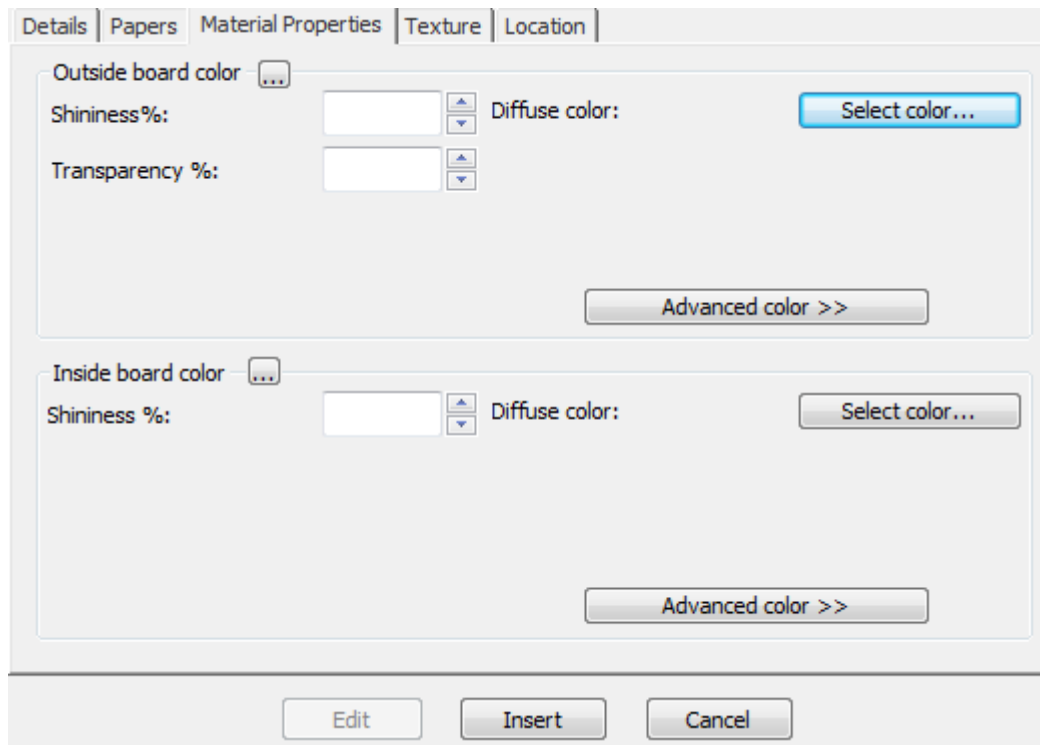 Details Papers Material Properties Texture Location
Outside board color ...
Shininess%: Diffuse color: Select color...
Transparency %:
Advanced color >>
Inside board color ...
Shininess %: Diffuse color: Select color...
Advanced color >>
Edit Insert Cancel